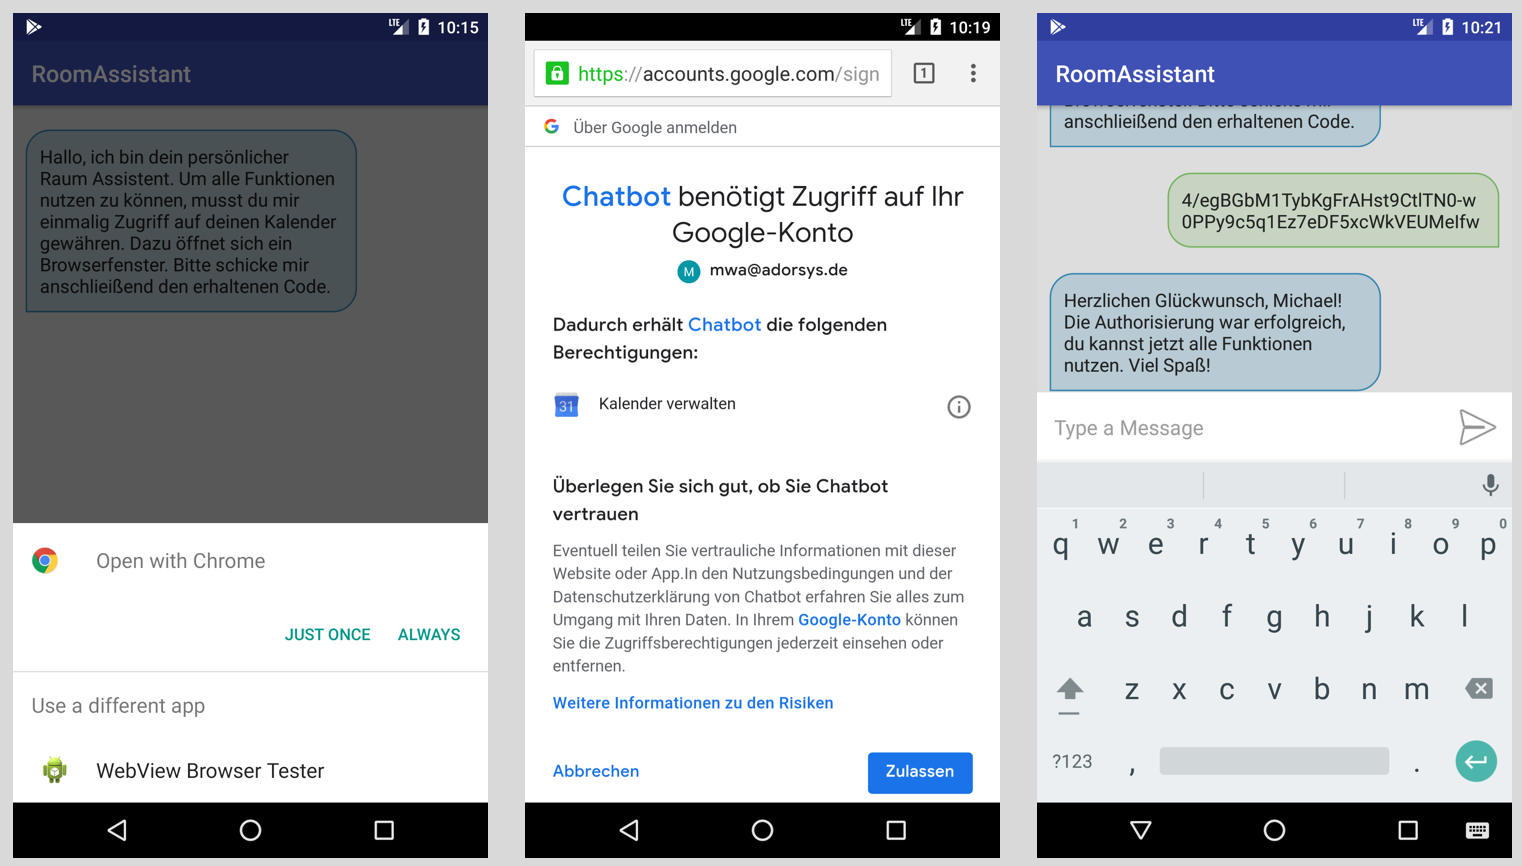 LTE 10:15
RoomAssistant
Hallo, ich bin dein persönlicher
Raum Assistent. Um alle Funktionen
nutzen zu können, musst du mir
einmalig Zugriff auf deinen Kalender
gewähren. Dazu öffnet sich ein
Browserfenster. Bitte schicke mir
anschließend den erhaltenen Code.
Open with Chrome
JUST ONCE ALWAYS
Use a different app
WebView Browser Tester
LTE 10:19
https://accounts.google.com/sign 1
Über Google anmelden
Chatbot benötigt Zugriff auf Ihr
Google-Konto
M mwa@adorsys.de
Dadurch erhält Chatbot die folgenden
Berechtigungen:
31 Kalender verwalten
Überlegen Sie sich gut, ob Sie Chatbot
vertrauen
Eventuell teilen Sie vertrauliche Informationen mit dieser
Website oder App.In den Nutzungsbedingungen und der
Datenschutzerklärung von Chatbot erfahren Sie alles zum
Umgang mit Ihren Daten. In Ihrem Google-Konto können
Sie die Zugriffsberechtigungen jederzeit einsehen oder
entfernen.
Weitere Informationen zu den Risiken
Abbrechen Zulassen
LTE 10:21
RoomAssistant
Browserfenster. Bitte schicke mir
anschließend den erhaltenen Code.
4/egBGbM1TybKgFrAHst9CtlTN0-w
0PPy9c5q1Ez7eDF5xcWkVEUMeIfw
Herzlichen Glückwunsch, Michael!
Die Authorisierung war erfolgreich,
du kannst jetzt alle Funktionen
nutzen. Viel Spaß!
Type a Message
1 2 3 4 5 6 7 8 9 0
q w e r t y u i o p
a s d f g h j k l
z x c v b n m
?123 , .